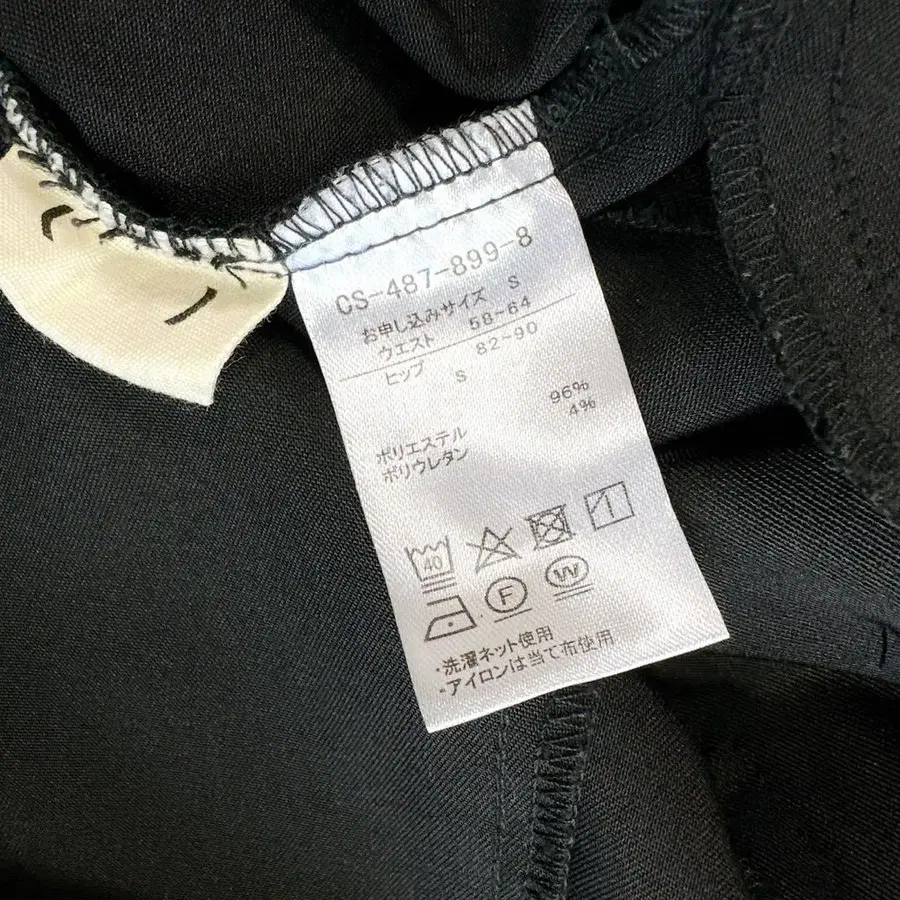 CS-487-899-8
お申し込みサイズ S
ウエスト 58~64
ヒップ 82~90
S
96%
4%
ポリエステル
ポリウレタン
40
F
W
・洗濯ネット使用
・アイロンは当て布使用